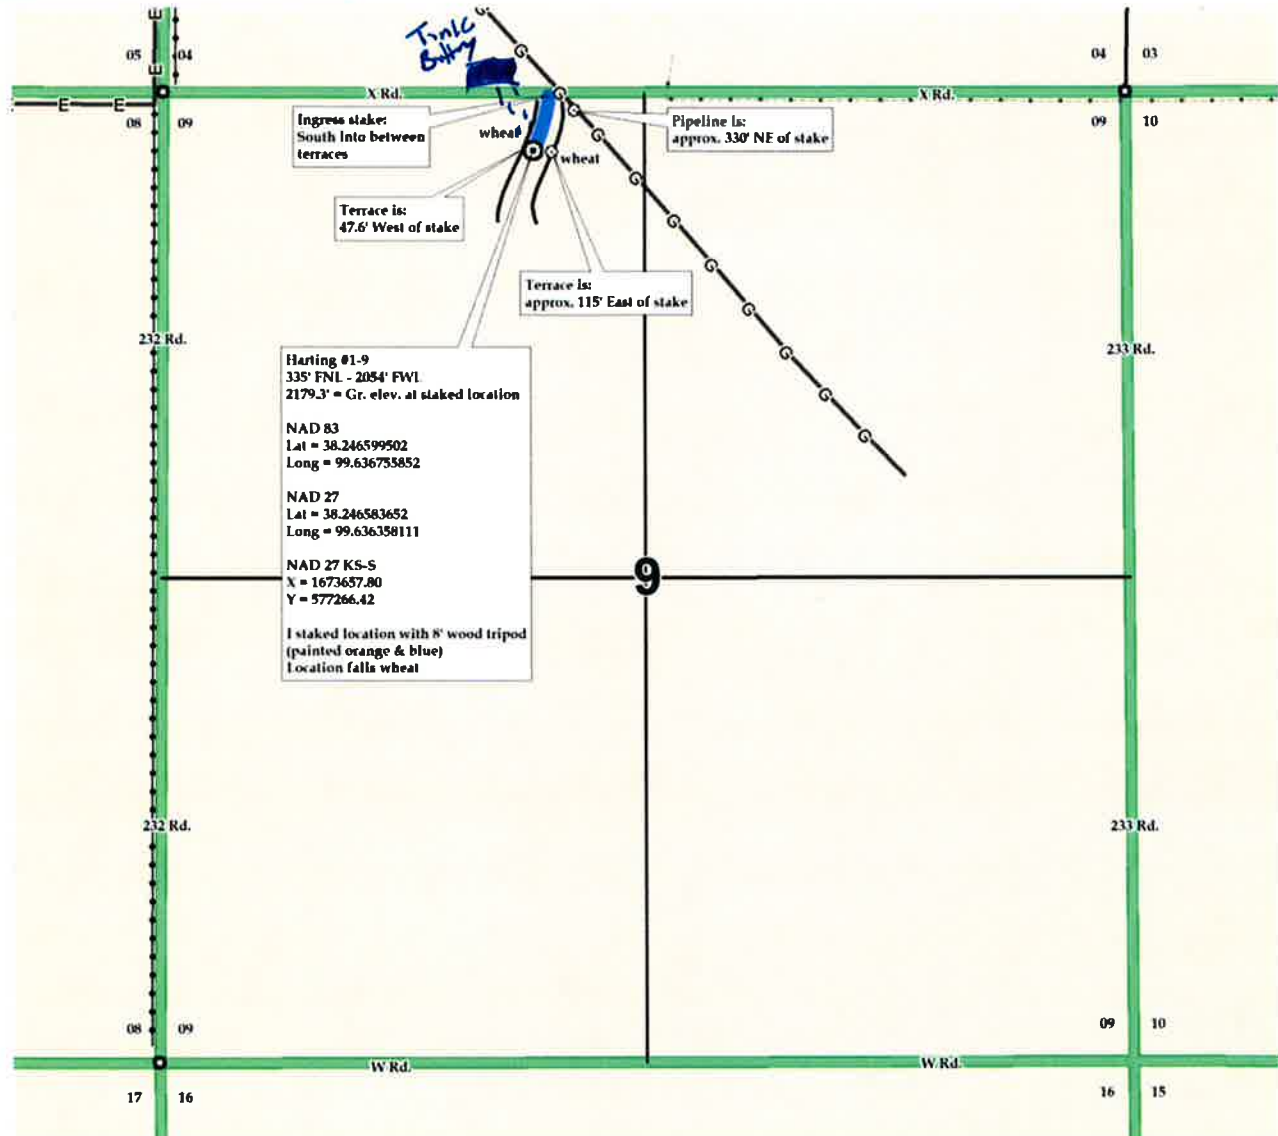 Tank
Battery
E
05
04
04
03
E
G
G
X Rd.
X Rd.
E
E
08
09
09
10
Ingress stake:
South into between
terraces
wheat
wheat
Pipeline is:
approx. 330' NE of stake
G
G
G
G
G
G
G
G
G
G
Terrace is:
47.6' West of stake
Terrace is:
approx. 115' East of stake
232 Rd.
233 Rd.
Harting #1-9
335' FNL - 2054' FWL
2179.3' = Gr. elev. at staked location
NAD 83
Lat = 38.246599502
Long = 99.636755852
NAD 27
Lat = 38.246583652
Long = 99.636358111
NAD 27 KS-S
X = 1673657.80
Y = 577266.42
I staked location with 8' wood tripod
(painted orange & blue)
Location falls wheat
9
232 Rd.
233 Rd.
08
09
09
10
W Rd.
W Rd.
17
16
16
15